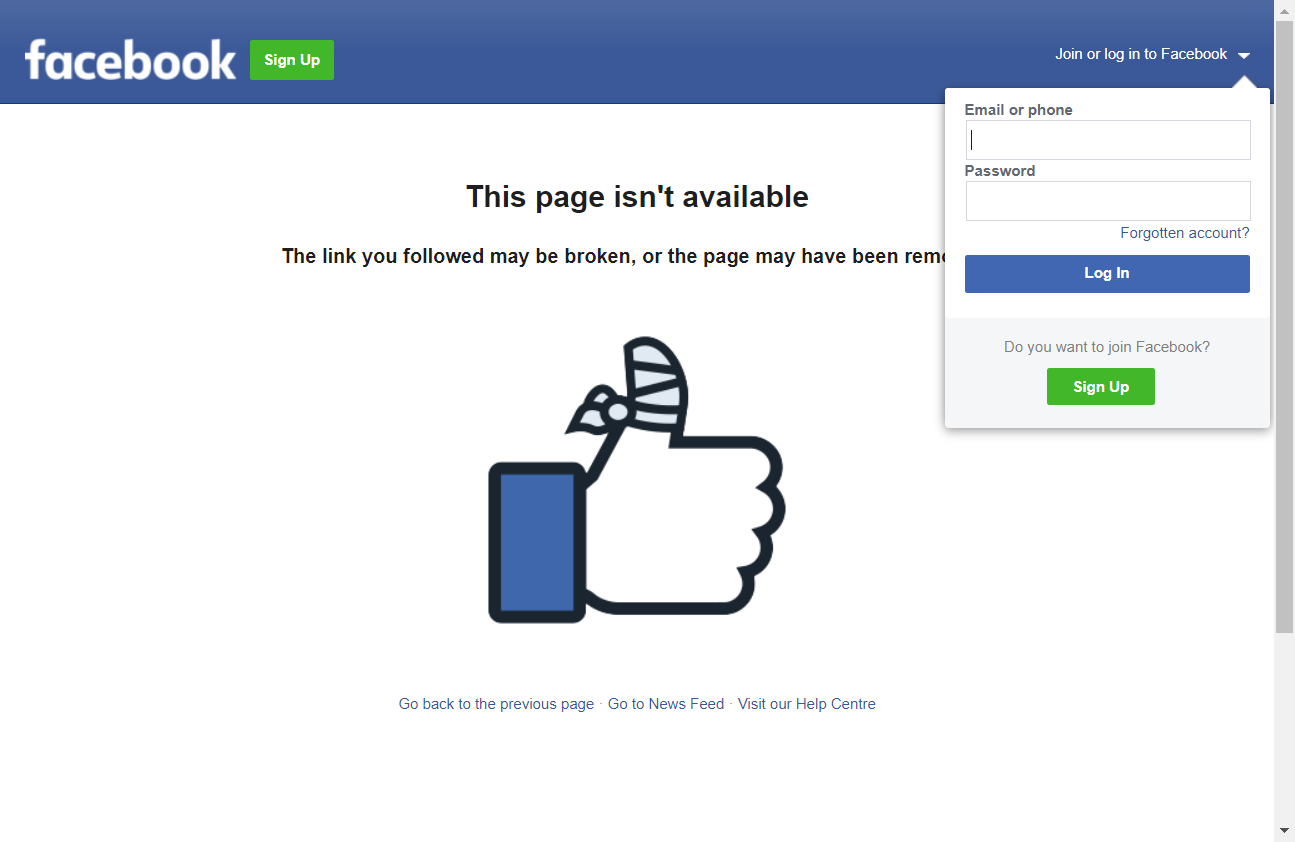 facebook
Sign Up
Join or log in to Facebook
Email or phone
Password
Forgotten account?
Log In
Do you want to join Facebook?
Sign Up
This page isn't available
The link you followed may be broken, or the page may have been
Go back to the previous page · Go to News Feed · Visit our Help Centre